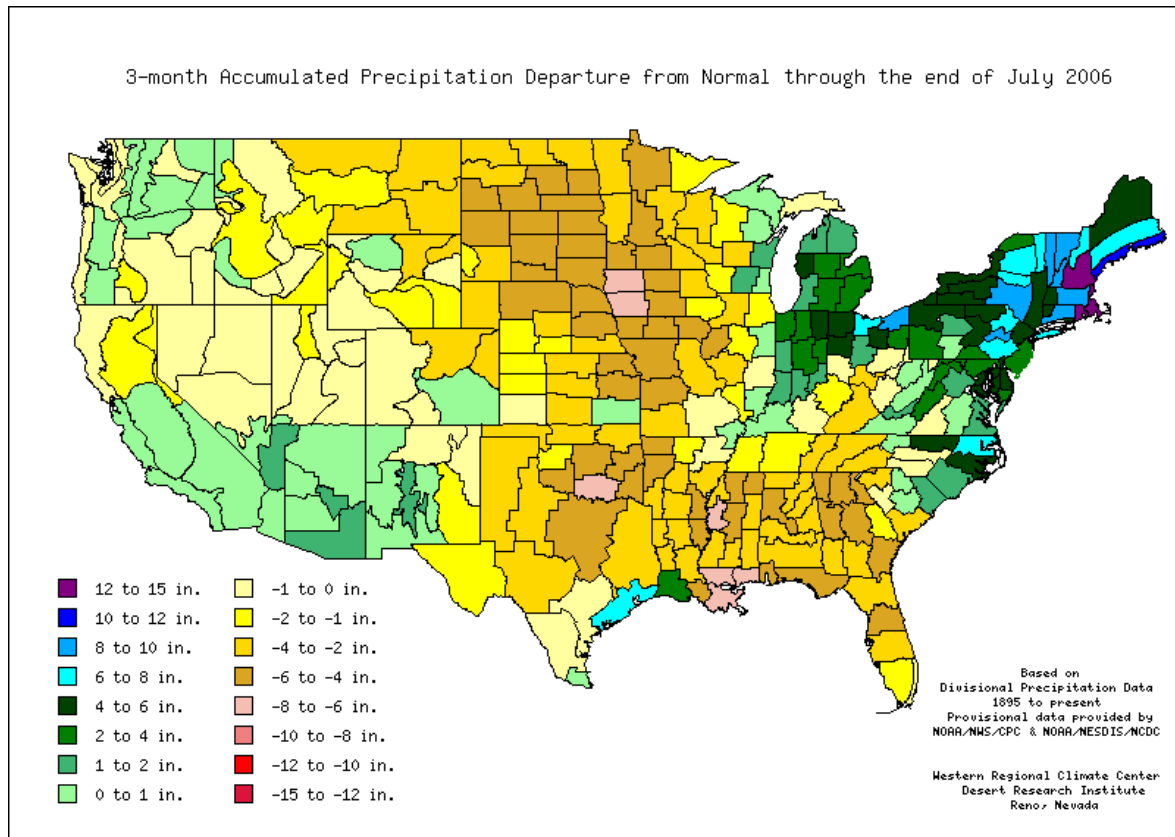 3-month Accumulated Precipitation Departure from Normal through the end of July 2006
12 to 15 in.
10 to 12 in.
8 to 10 in.
6 to 8 in.
4 to 6 in.
2 to 4 in.
1 to 2 in.
0 to 1 in.
-1 to 0 in.
-2 to -1 in.
-4 to -2 in.
-6 to -4 in.
-8 to -6 in.
-10 to -8 in.
-12 to -10 in.
-15 to -12 in.
Based on
Divisional Precipitation Data
1895 to present
Provisional data provided by
NOAA/NWS/CPC & NOAA/NESDIS/NCDC
Western Regional Climate Center
Desert Research Institute
Reno, Nevada